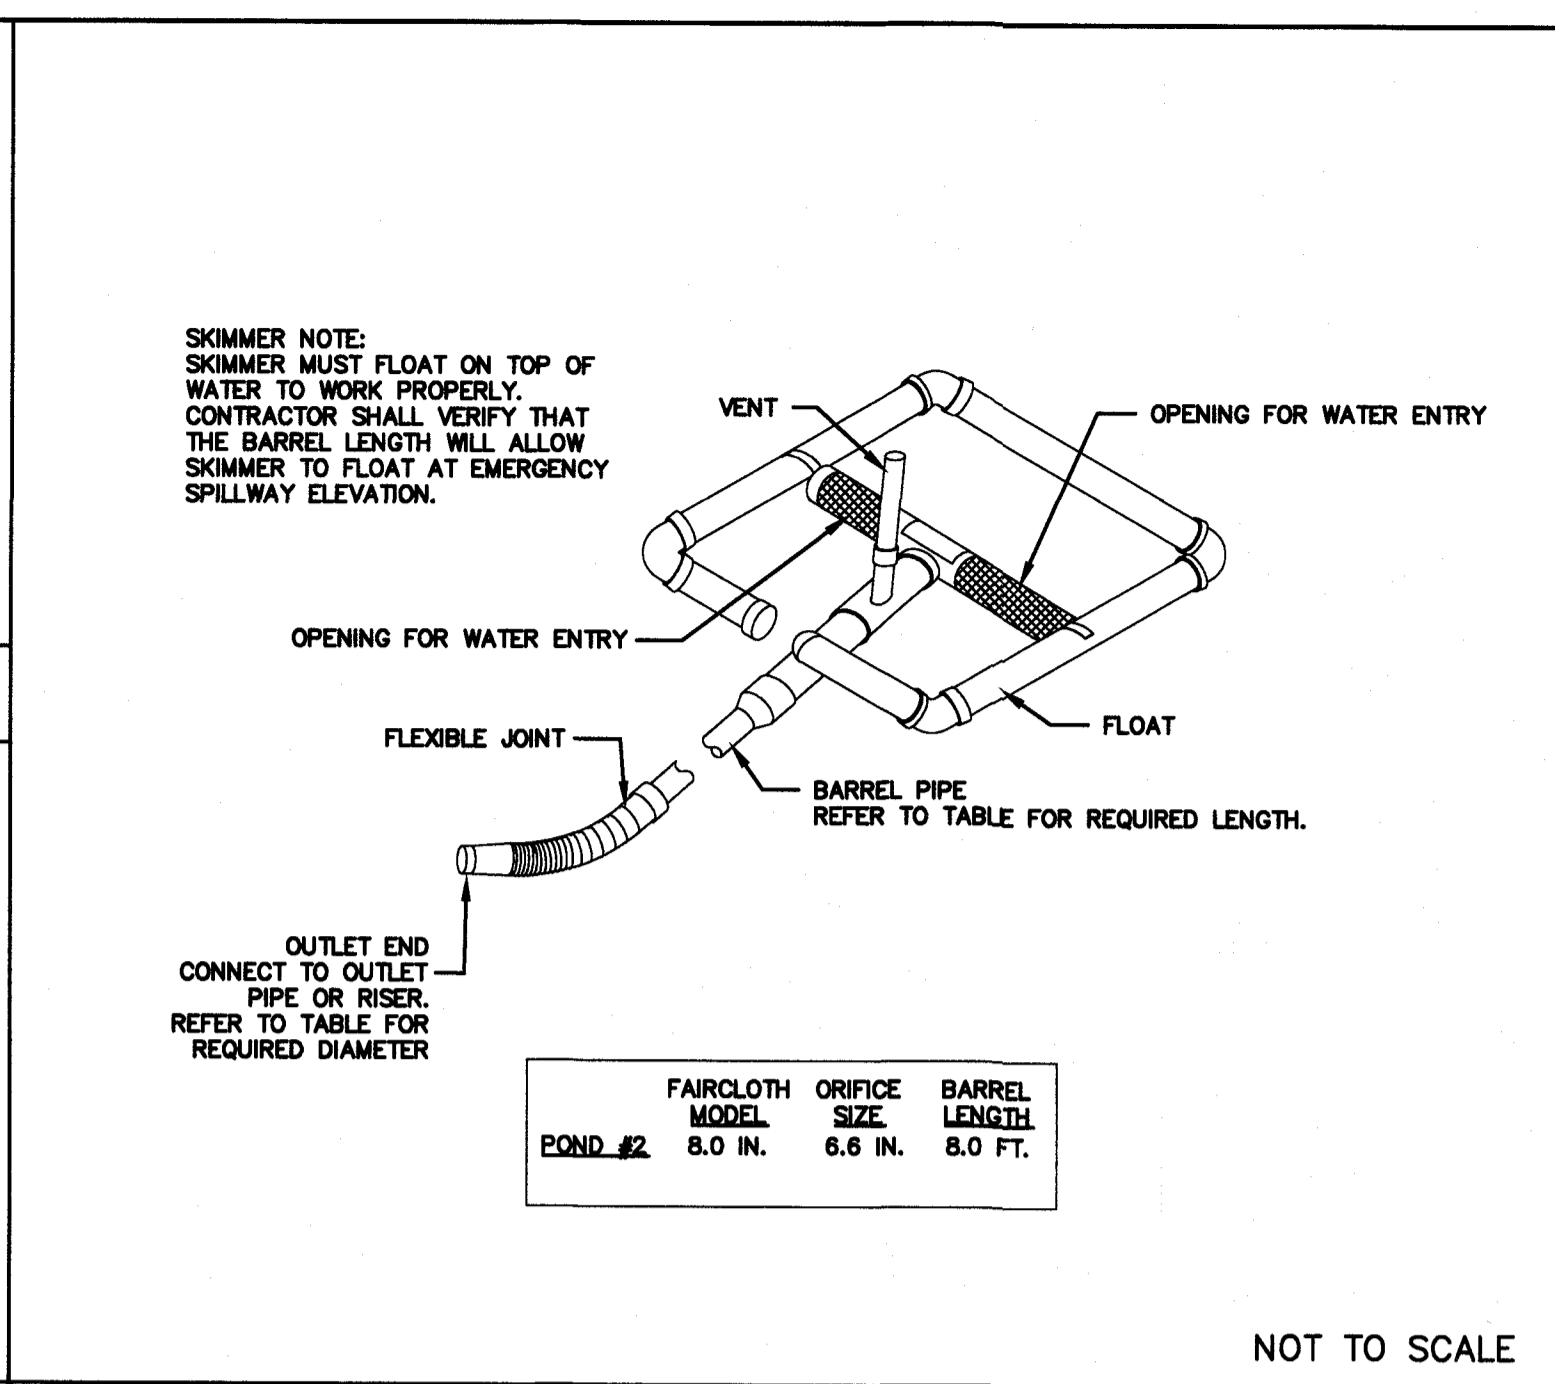 SKIMMER NOTE:
SKIMMER MUST FLOAT ON TOP OF
WATER TO WORK PROPERLY.
CONTRACTOR SHALL VERIFY THAT
THE BARREL LENGTH WILL ALLOW
SKIMMER TO FLOAT AT EMERGENCY
SPILLWAY ELEVATION.
VENT
OPENING FOR WATER ENTRY
OPENING FOR WATER ENTRY
FLEXIBLE JOINT
FLOAT
BARREL PIPE
REFER TO TABLE FOR REQUIRED LENGTH.
OUTLET END
CONNECT TO OUTLET
PIPE OR RISER.
REFER TO TABLE FOR
REQUIRED DIAMETER
FAIRCLOTH ORIFICE BARREL
MODEL SIZE LENGTH
POND #2 8.0 IN. 6.6 IN. 8.0 FT.
NOT TO SCALE